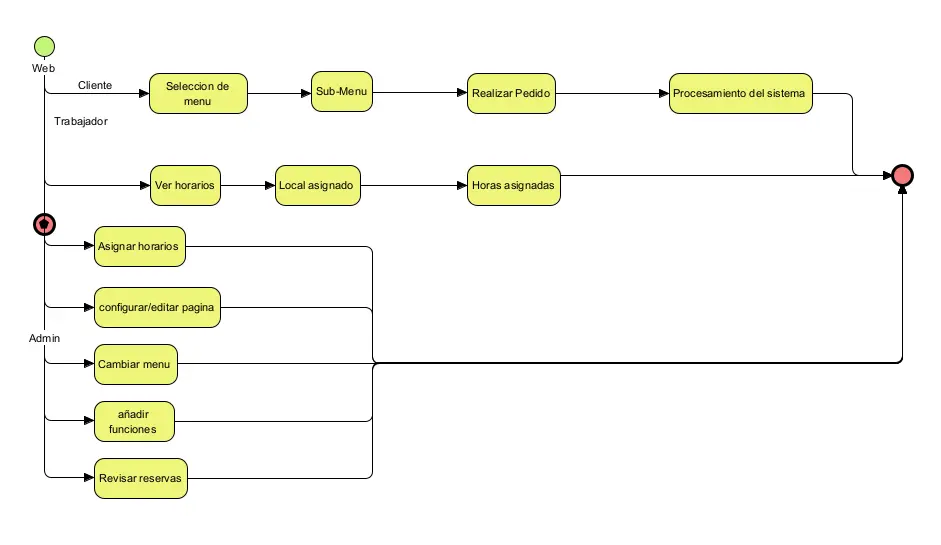 Web
Cliente
Seleccion de
menu
Sub-Menu
Realizar Pedido
Procesamiento del sistema
Trabajador
Ver horarios
Local asignado
Horas asignadas
Asignar horarios
configurar/editar pagina
Admin
Cambiar menu
añadir
funciones
Revisar reservas